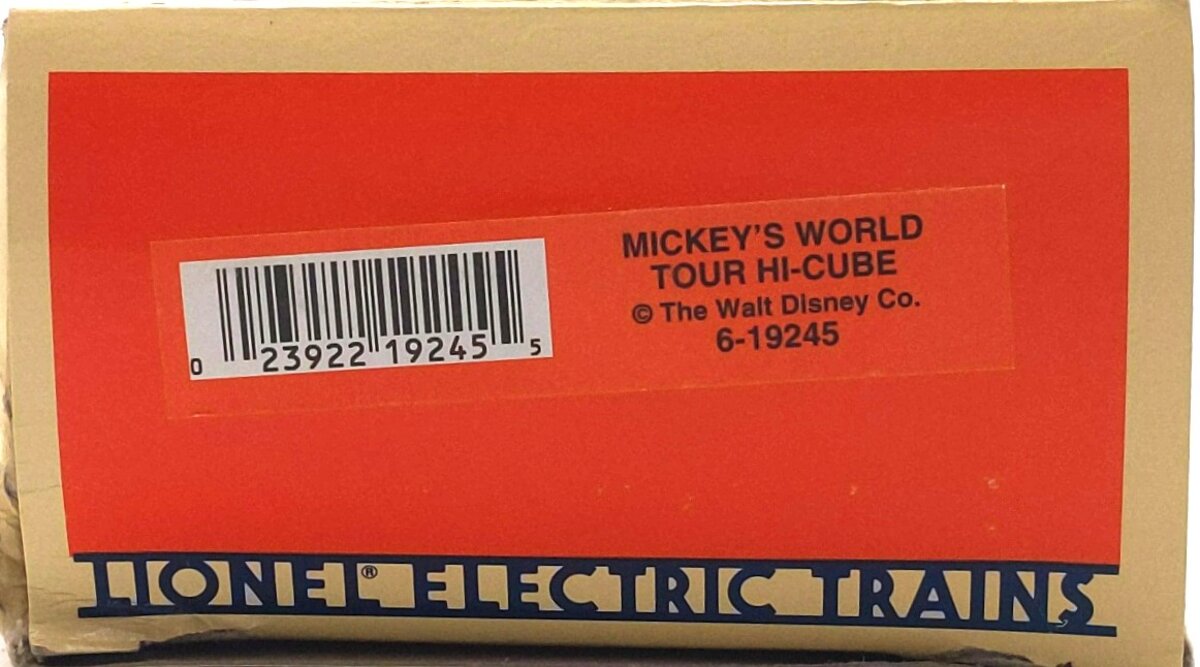 MICKEY'S WORLD
TOUR HI-CUBE
© The Walt Disney Co.
6-19245
0 23922 19245 5
LIONEL® ELECTRIC TRAINS